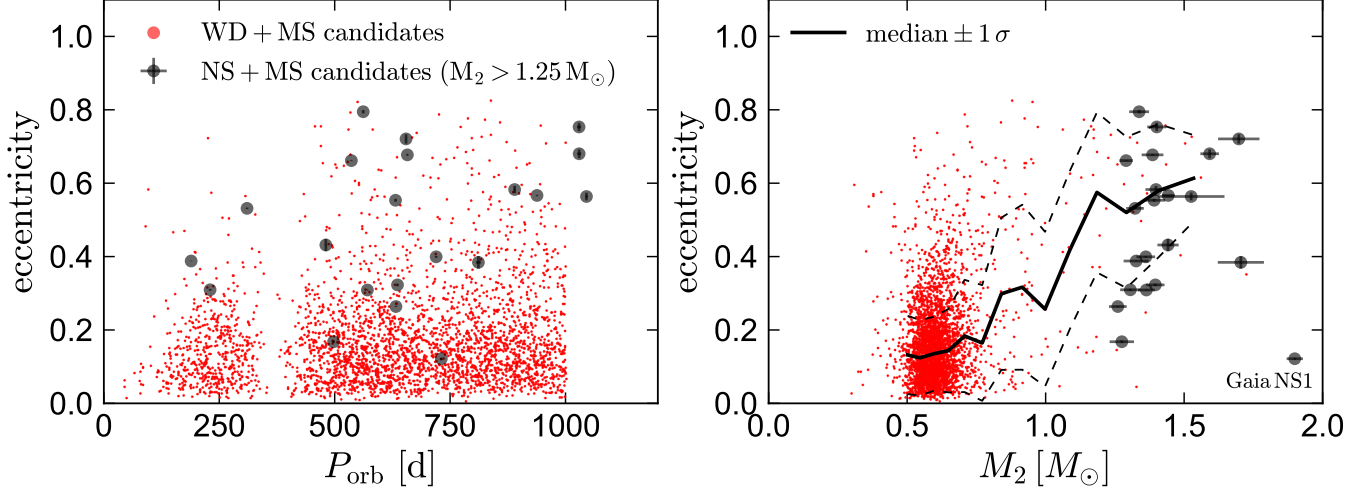 WD + MS candidates
NS + MS candidates (M₂ > 1.25 M⊙)
eccentricity
1.0
0.8
0.6
0.4
0.2
0.0
0 250 500 750 1000
P_orb [d]
median ± 1 σ
eccentricity
1.0
0.8
0.6
0.4
0.2
0.0
Gaia NS1
0.0 0.5 1.0 1.5 2.0
M₂ [M⊙]